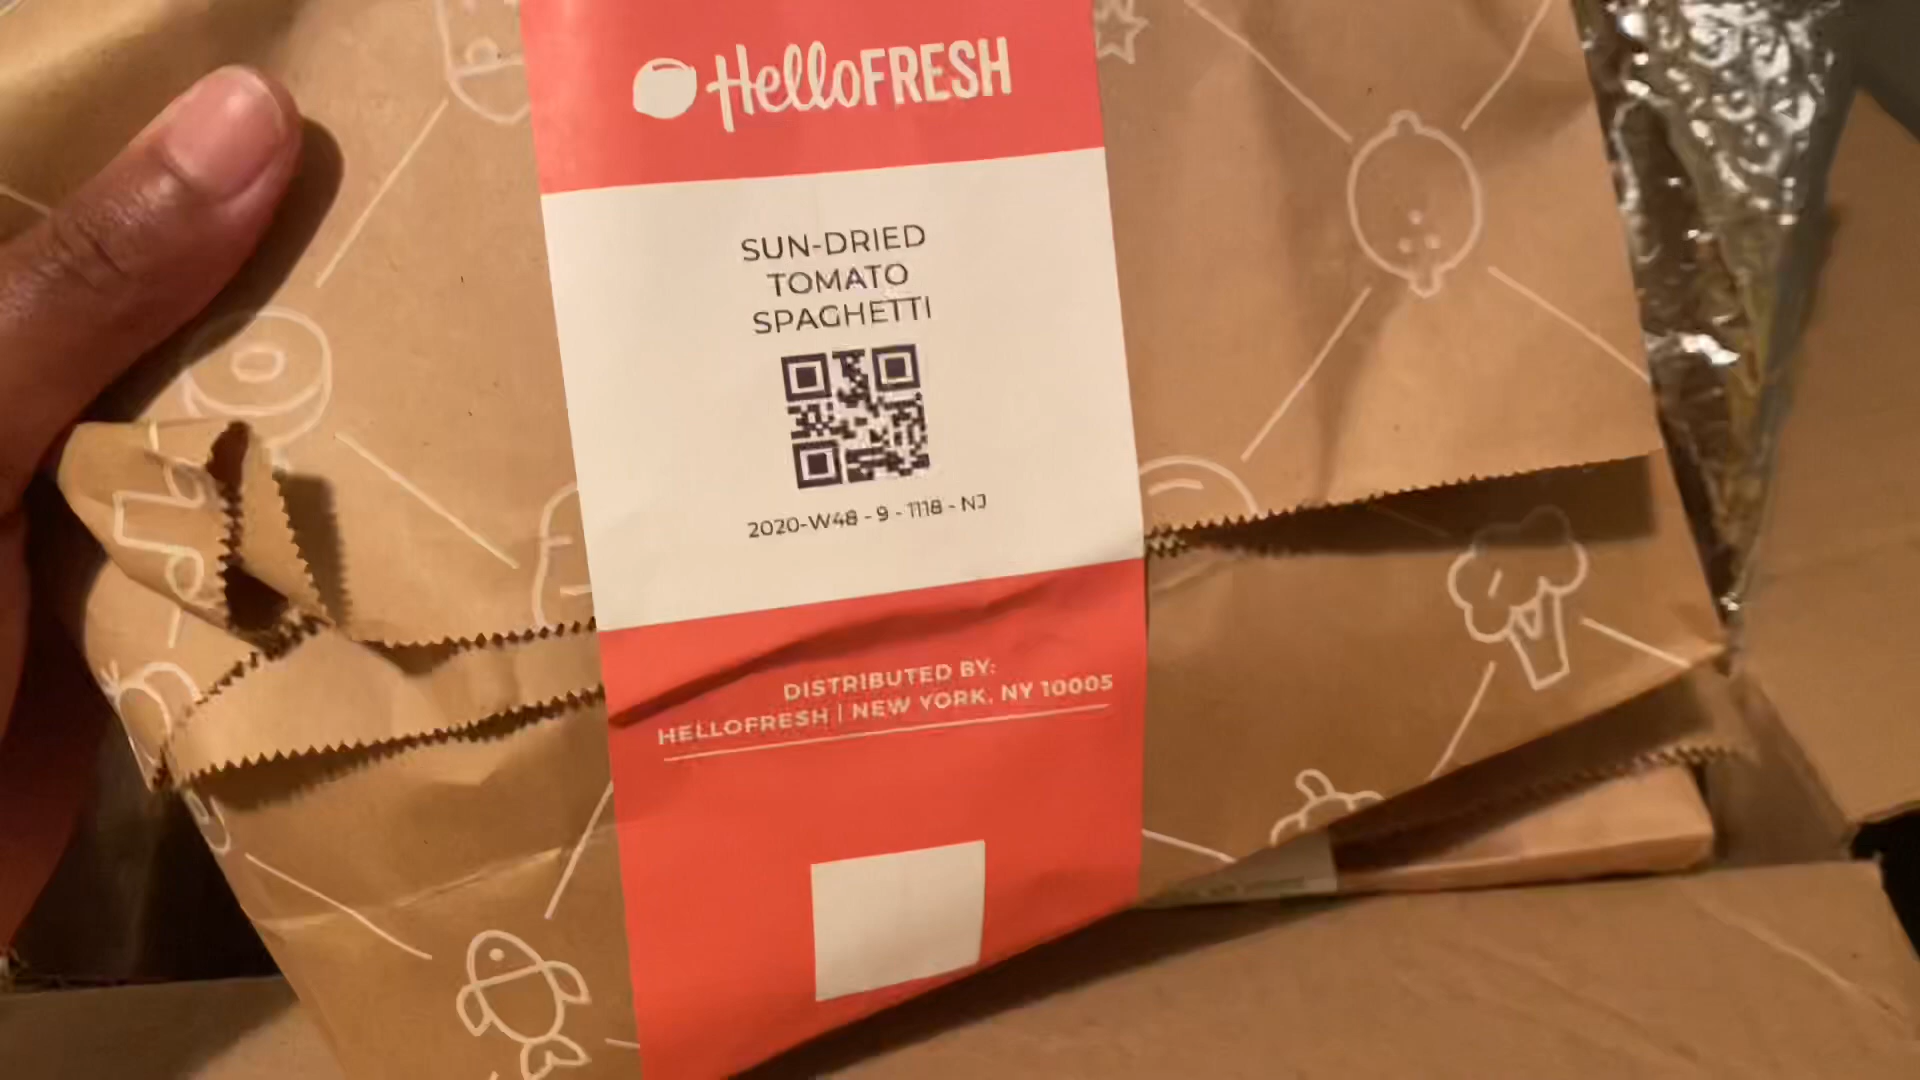 HelloFRESH
SUN-DRIED
TOMATO
SPAGHETTI
2020-W48 - 9 - 1118 - NJ
DISTRIBUTED BY:
HELLOFRESH | NEW YORK, NY 10005